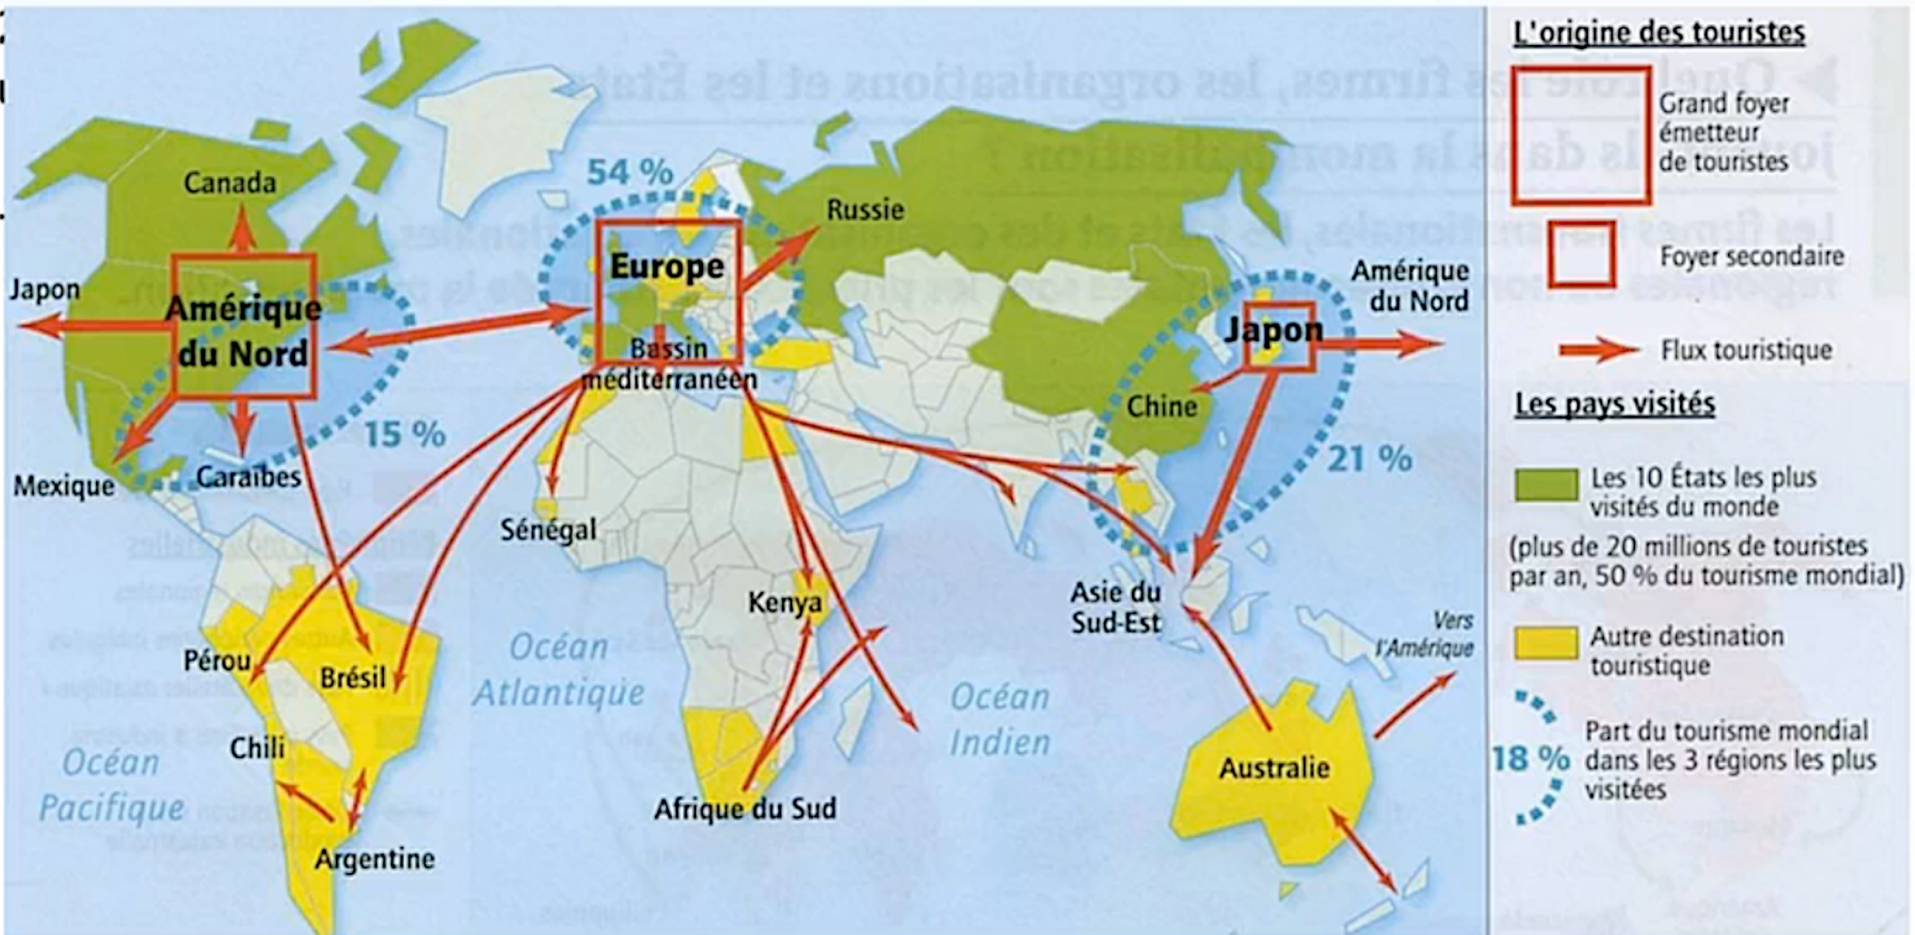 Canada
Japon
Amérique
du Nord
15 %
Mexique
Caraïbes
54 %
Europe
Bassin
méditerranéen
Russie
Amérique
du Nord
Japon
Chine
21 %
Sénégal
Kenya
Asie du
Sud-Est
Vers
l'Amérique
Océan
Atlantique
Océan
Indien
Pérou
Brésil
Chili
Océan
Pacifique
Argentine
Afrique du Sud
Australie
L'origine des touristes
Grand foyer
émetteur
de touristes
Foyer secondaire
Flux touristique
Les pays visités
Les 10 États les plus
visités du monde
(plus de 20 millions de touristes
par an, 50 % du tourisme mondial)
Autre destination
touristique
18 %
Part du tourisme mondial
dans les 3 régions les plus
visitées